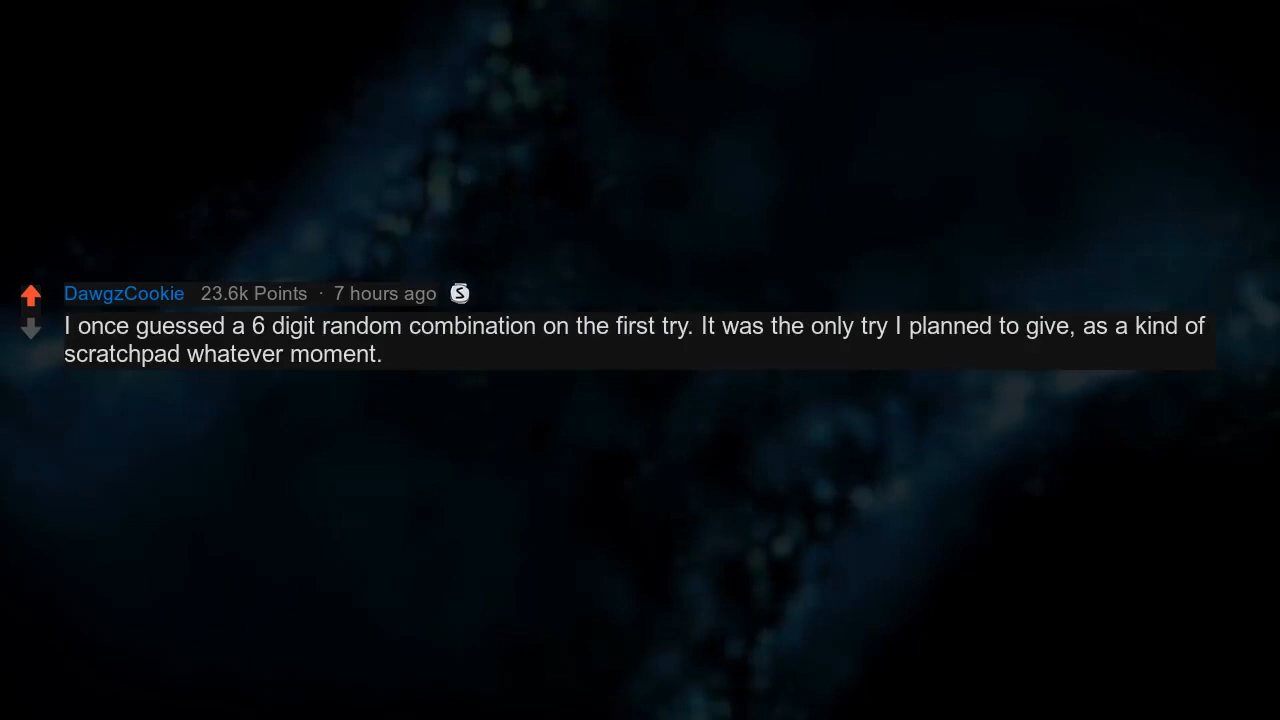 DawgzCookie 23.6k Points · 7 hours ago S
I once guessed a 6 digit random combination on the first try. It was the only try I planned to give, as a kind of
scratchpad whatever moment.